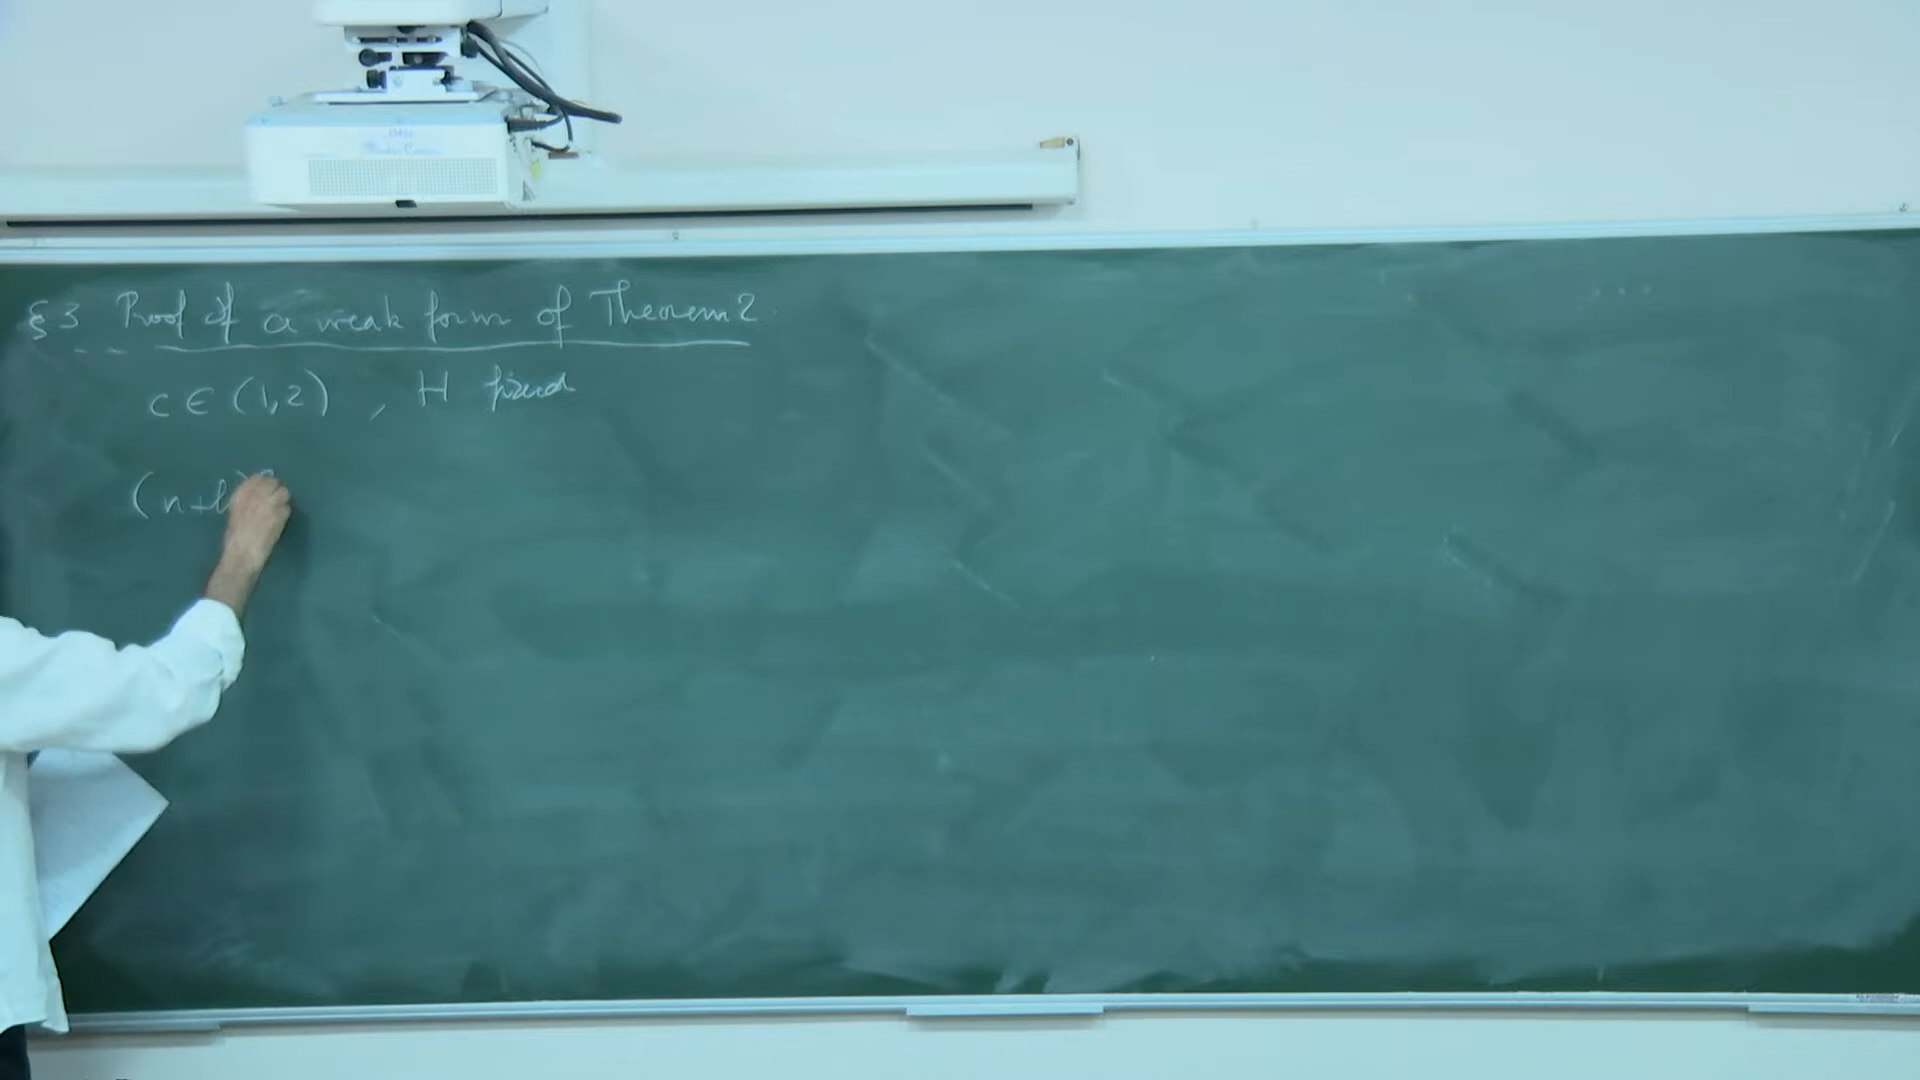 §3 Proof of a weak form of Theorem 2.
c ∈ (1,2) , H fixed
(n+h)